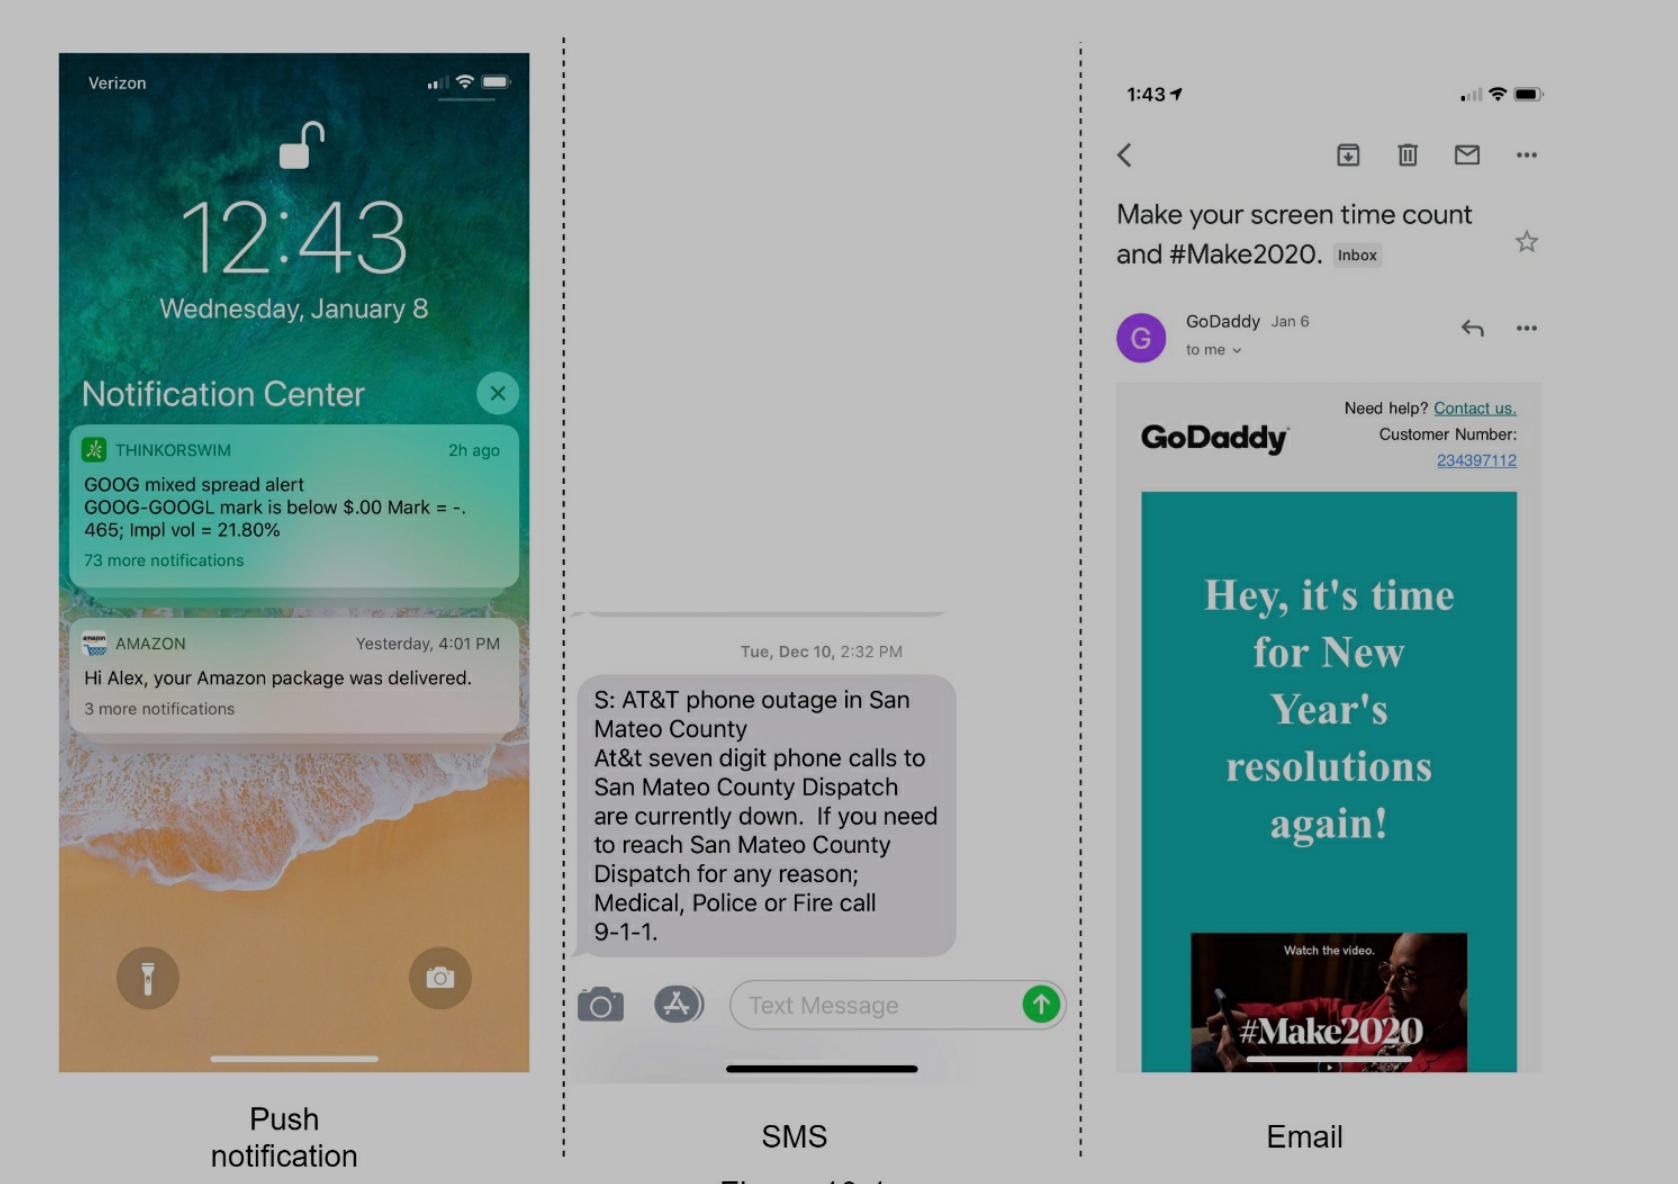 Verizon
12:43
Wednesday, January 8
Notification Center
THINKORSWIM 2h ago
GOOG mixed spread alert
GOOG-GOOGL mark is below $.00 Mark = -.
465; Impl vol = 21.80%
73 more notifications
amazon
AMAZON Yesterday, 4:01 PM
Hi Alex, your Amazon package was delivered.
3 more notifications
Push
notification
Tue, Dec 10, 2:32 PM
S: AT&T phone outage in San
Mateo County
At&t seven digit phone calls to
San Mateo County Dispatch
are currently down.  If you need
to reach San Mateo County
Dispatch for any reason;
Medical, Police or Fire call
9-1-1.
Text Message
SMS
1:43
Make your screen time count
and #Make2020. Inbox
G
GoDaddy Jan 6
to me
Need help? Contact us.
GoDaddy
Customer Number:
234397112
Hey, it's time
for New
Year's
resolutions
again!
Watch the video.
#Make2020
Email